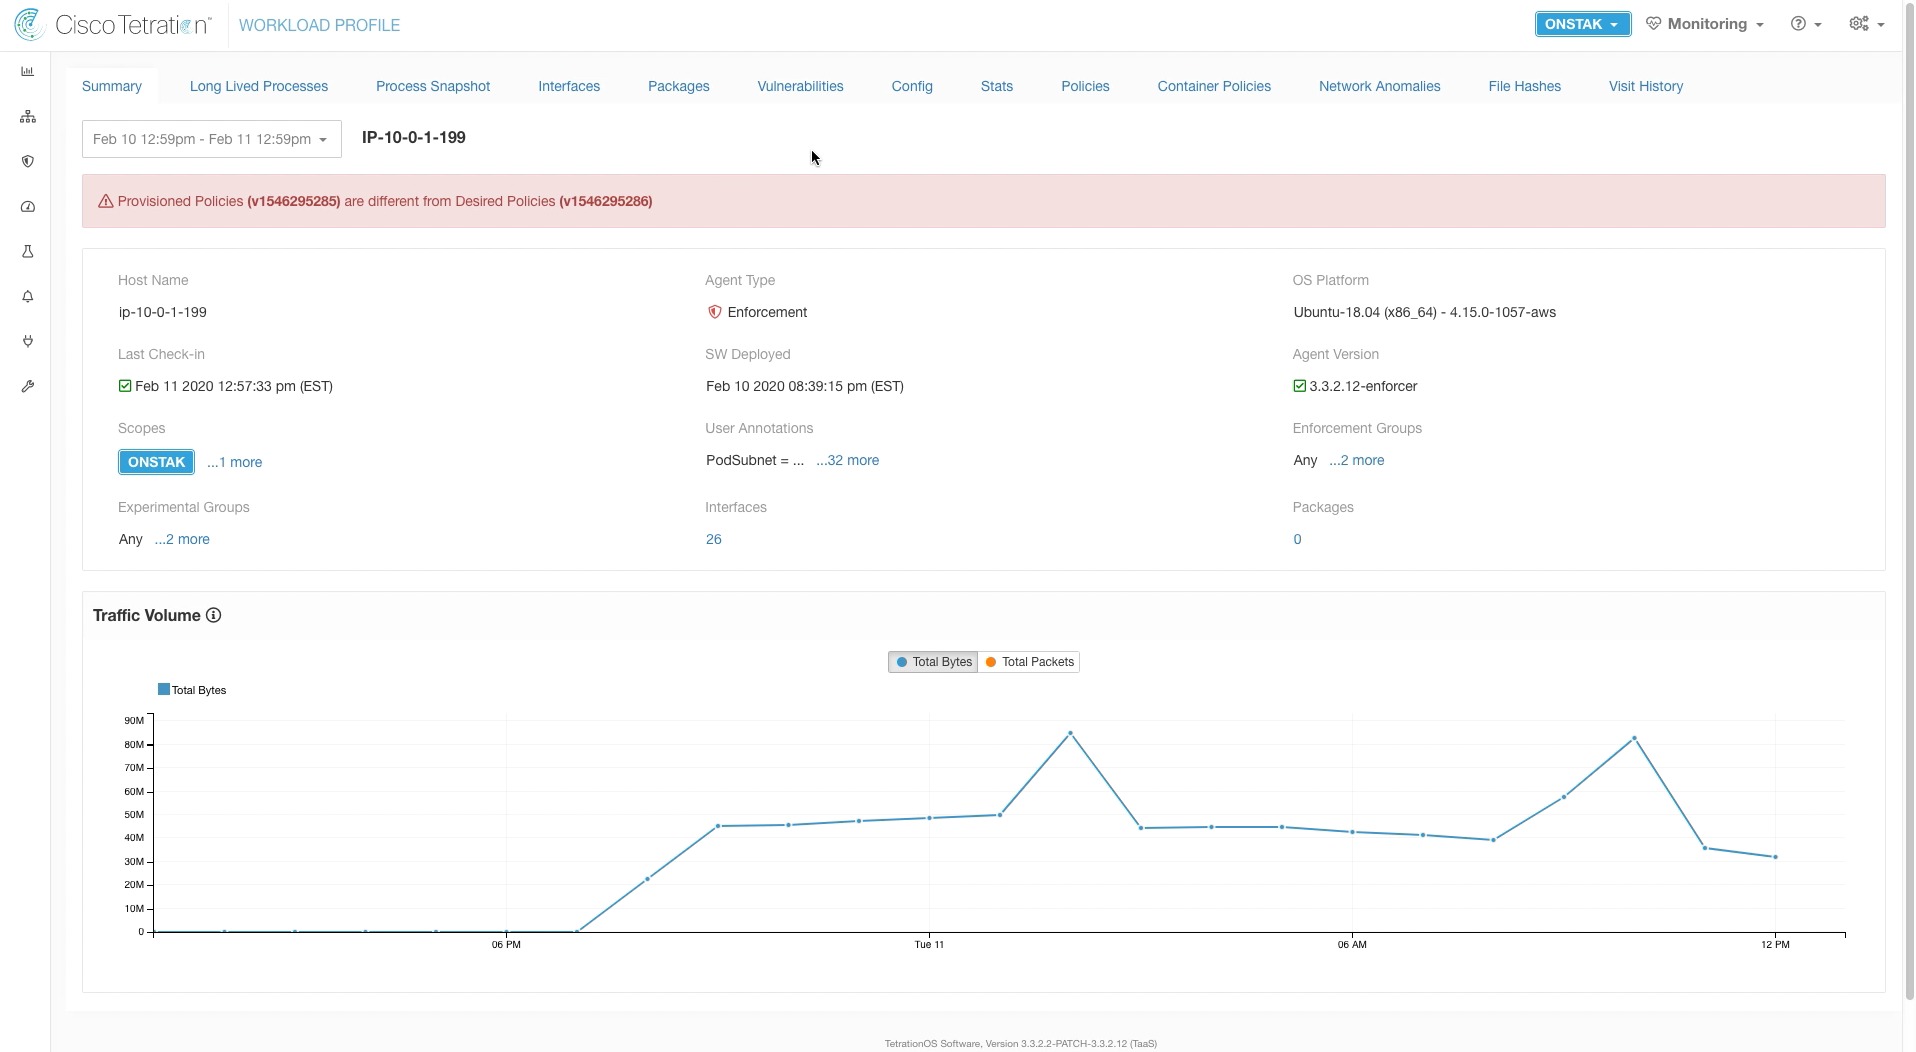 Cisco Tetration™ WORKLOAD PROFILE ONSTAK Monitoring
Summary Long Lived Processes Process Snapshot Interfaces Packages Vulnerabilities Config Stats Policies Container Policies Network Anomalies File Hashes Visit History
Feb 10 12:59pm - Feb 11 12:59pm IP-10-0-1-199
Provisioned Policies (v1546295285) are different from Desired Policies (v1546295286)
Host Name Agent Type OS Platform
ip-10-0-1-199 Enforcement Ubuntu-18.04 (x86_64) - 4.15.0-1057-aws
Last Check-in SW Deployed Agent Version
Feb 11 2020 12:57:33 pm (EST) Feb 10 2020 08:39:15 pm (EST) 3.3.2.12-enforcer
Scopes User Annotations Enforcement Groups
ONSTAK ...1 more PodSubnet = ... ...32 more Any ...2 more
Experimental Groups Interfaces Packages
Any ...2 more 26 0
Traffic Volume
Total Bytes Total Packets
Total Bytes
90M
80M
70M
60M
50M
40M
30M
20M
10M
0
06 PM Tue 11 06 AM 12 PM
TetrationOS Software, Version 3.3.2.2-PATCH-3.3.2.12 (TaaS)